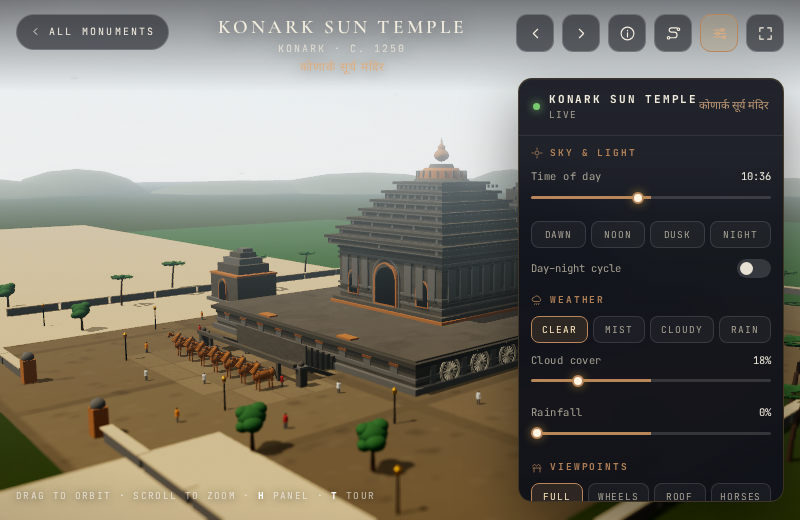 ALL MONUMENTS
KONARK SUN TEMPLE
KONARK · C. 1250
कोणार्क सूर्य मंदिर
KONARK SUN TEMPLE
कोणार्क सूर्य मंदिर
LIVE
SKY & LIGHT
Time of day 10:36
DAWN NOON DUSK NIGHT
Day-night cycle
WEATHER
CLEAR MIST CLOUDY RAIN
Cloud cover 18%
Rainfall 0%
VIEWPOINTS
FULL WHEELS ROOF HORSES
DRAG TO ORBIT · SCROLL TO ZOOM · H PANEL · T TOUR